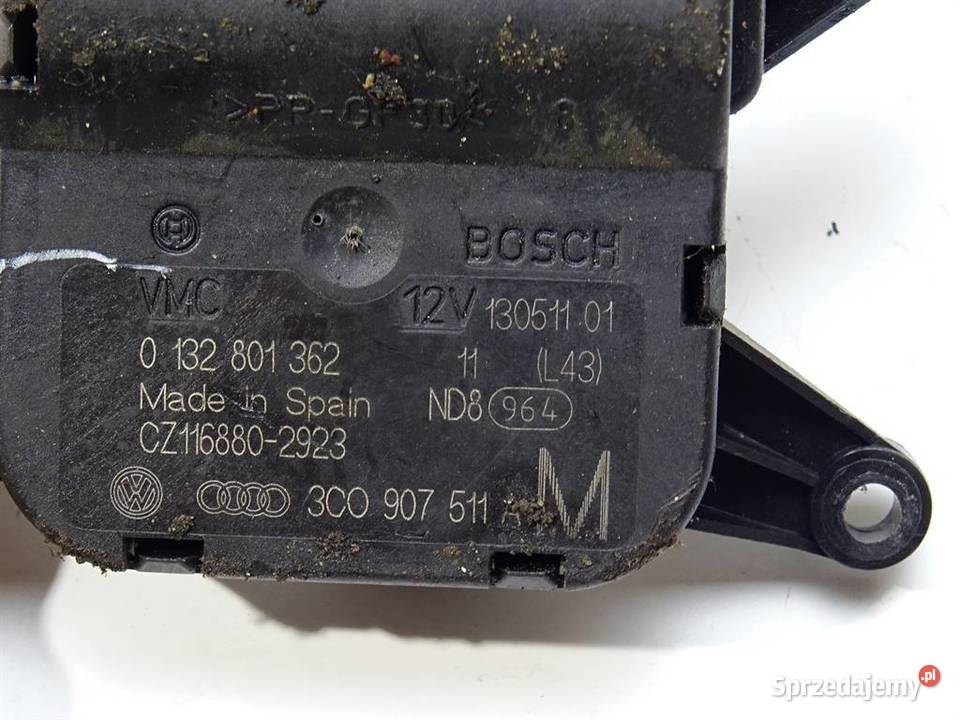 >PP-GF30< 8
BOSCH
VMC 12V 130511 01
0 132 801 362 11 (L43)
Made in Spain ND8 964
CZ116880-2923
3C0 907 511 A M
Sprzedajemy.pl